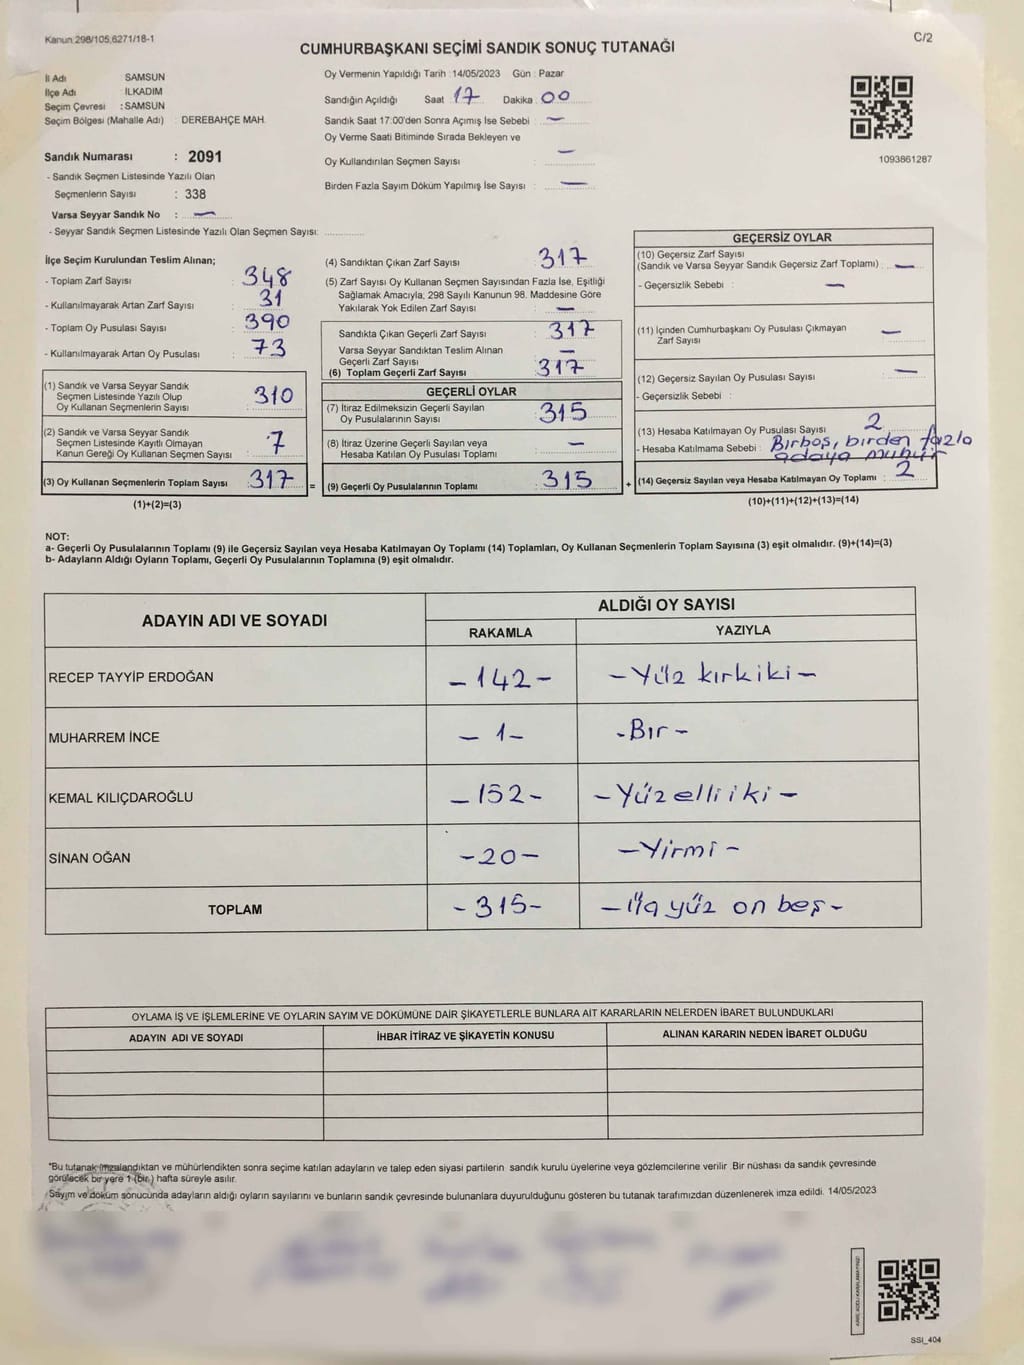 Kanun 298/105,6271/18-1
C/2
CUMHURBAŞKANI SEÇİMİ SANDIK SONUÇ TUTANAĞI
İl Adı SAMSUN
İlçe Adı İLKADIM
Seçim Çevresi : SAMSUN
Seçim Bölgesi (Mahalle Adı) : DEREBAHÇE MAH.
Sandık Numarası : 2091
- Sandık Seçmen Listesinde Yazılı Olan
Seçmenlerin Sayısı : 338
Varsa Seyyar Sandık No : —
- Seyyar Sandık Seçmen Listesinde Yazılı Olan Seçmen Sayısı:
Oy Vermenin Yapıldığı Tarih : 14/05/2023 Gün : Pazar
Sandığın Açıldığı Saat : 17 Dakika : 00
Sandık Saat 17:00'den Sonra Açımış İse Sebebi : —
Oy Verme Saati Bitiminde Sırada Bekleyen ve
Oy Kullandırılan Seçmen Sayısı : —
Birden Fazla Sayım Döküm Yapılmış İse Sayısı : —
1093861287
İlçe Seçim Kurulundan Teslim Alınan;
- Toplam Zarf Sayısı : 348
- Kullanılmayarak Artan Zarf Sayısı : 31
- Toplam Oy Pusulası Sayısı : 390
- Kullanılmayarak Artan Oy Pusulası : 73
(1) Sandık ve Varsa Seyyar Sandık
Seçmen Listesinde Yazılı Olup
Oy Kullanan Seçmenlerin Sayısı : 310
(2) Sandık ve Varsa Seyyar Sandık
Seçmen Listesinde Kayıtlı Olmayan
Kanun Gereği Oy Kullanan Seçmen Sayısı : 7
(3) Oy Kullanan Seçmenlerin Toplam Sayısı : 317
(1)+(2)=(3)
(4) Sandıktan Çıkan Zarf Sayısı : 317
(5) Zarf Sayısı Oy Kullanan Seçmen Sayısından Fazla İse, Eşitliği
Sağlamak Amacıyla, 298 Sayılı Kanunun 98. Maddesine Göre
Yakılarak Yok Edilen Zarf Sayısı : —
Sandıkta Çıkan Geçerli Zarf Sayısı : 317
Varsa Seyyar Sandıktan Teslim Alınan
Geçerli Zarf Sayısı : —
(6) Toplam Geçerli Zarf Sayısı : 317
GEÇERLİ OYLAR
(7) İtiraz Edilmeksizin Geçerli Sayılan
Oy Pusulalarının Sayısı : 315
(8) İtiraz Üzerine Geçerli Sayılan veya
Hesaba Katılan Oy Pusulası Toplamı : —
= (9) Geçerli Oy Pusulalarının Toplamı : 315
GEÇERSİZ OYLAR
(10) Geçersiz Zarf Sayısı
(Sandık ve Varsa Seyyar Sandık Geçersiz Zarf Toplamı) : —
- Geçersizlik Sebebi : —
(11) İçinden Cumhurbaşkanı Oy Pusulası Çıkmayan
Zarf Sayısı : —
(12) Geçersiz Sayılan Oy Pusulası Sayısı : —
- Geçersizlik Sebebi :
(13) Hesaba Katılmayan Oy Pusulası Sayısı : 2
- Hesaba Katılmama Sebebi : Birboş, birden fazla
adaya mühür
+ (14) Geçersiz Sayılan veya Hesaba Katılmayan Oy Toplamı : 2
(10)+(11)+(12)+(13)=(14)
NOT:
a- Geçerli Oy Pusulalarının Toplamı (9) ile Geçersiz Sayılan veya Hesaba Katılmayan Oy Toplamı (14) Toplamları, Oy Kullanan Seçmenlerin Toplam Sayısına (3) eşit olmalıdır. (9)+(14)=(3)
b- Adayların Aldığı Oyların Toplamı, Geçerli Oy Pusulalarının Toplamına (9) eşit olmalıdır.
ADAYIN ADI VE SOYADI
ALDIĞI OY SAYISI
RAKAMLA YAZIYLA
RECEP TAYYİP ERDOĞAN -142- -Yüz kırk iki-
MUHARREM İNCE -1- -Bir-
KEMAL KILIÇDAROĞLU -152- -Yüz elli iki-
SİNAN OĞAN -20- -Yirmi-
TOPLAM -315- -Üç yüz on beş-
OYLAMA İŞ VE İŞLEMLERİNE VE OYLARIN SAYIM VE DÖKÜMÜNE DAİR ŞİKAYETLERLE BUNLARA AİT KARARLARIN NELERDEN İBARET BULUNDUKLARI
ADAYIN ADI VE SOYADI İHBAR İTİRAZ VE ŞİKAYETİN KONUSU ALINAN KARARIN NEDEN İBARET OLDUĞU
*Bu tutanak imzalandıktan ve mühürlendikten sonra seçime katılan adayların ve talep eden siyasi partilerin sandık kurulu üyelerine veya gözlemcilerine verilir. Bir nüshası da sandık çevresinde
görülecek bir yere 1 (bir) hafta süreyle asılır.
Sayım ve döküm sonucunda adayların aldığı oyların sayılarını ve bunların sandık çevresinde bulunanlara duyurulduğunu gösteren bu tutanak tarafımızdan düzenlenerek imza edildi. 14/05/2023
SSI_404